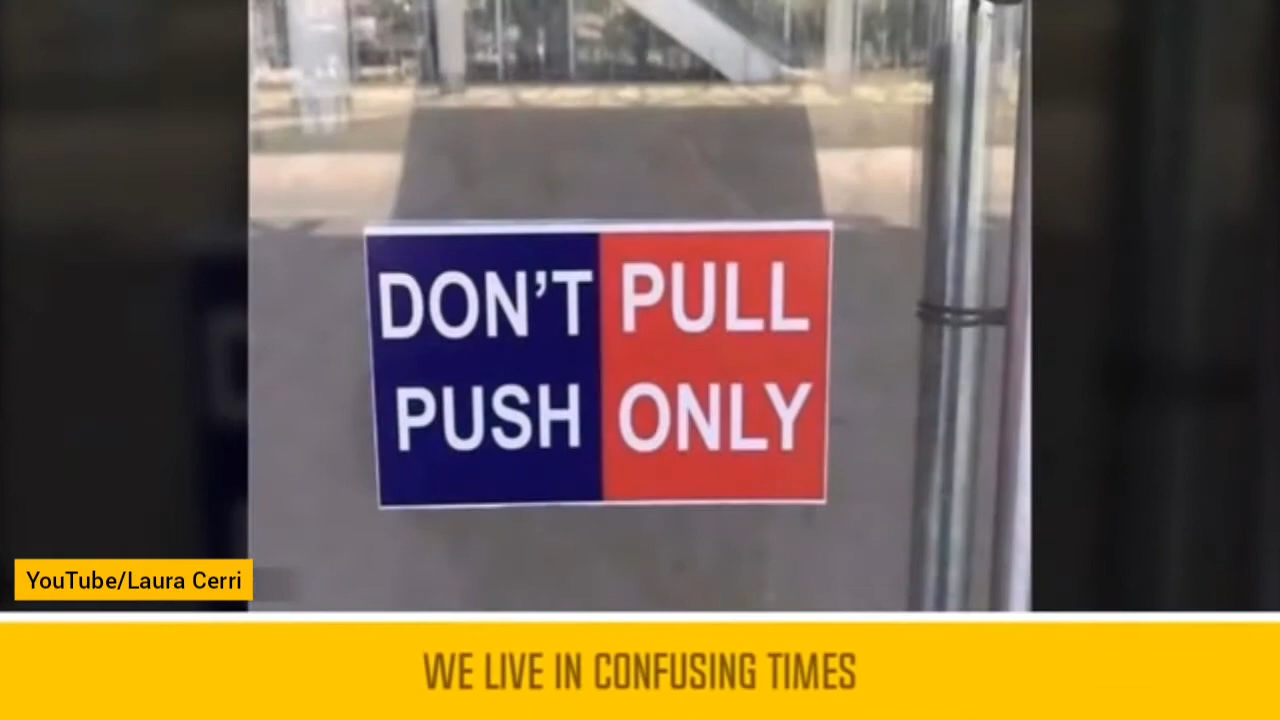 DON'T PULL
PUSH ONLY
YouTube/Laura Cerri
WE LIVE IN CONFUSING TIMES